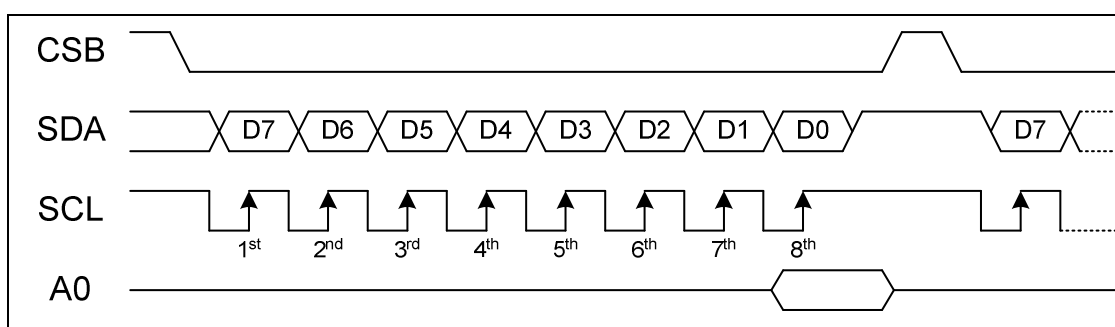 CSB
SDA D7 D6 D5 D4 D3 D2 D1 D0 D7
SCL
1st 2nd 3rd 4th 5th 6th 7th 8th
A0